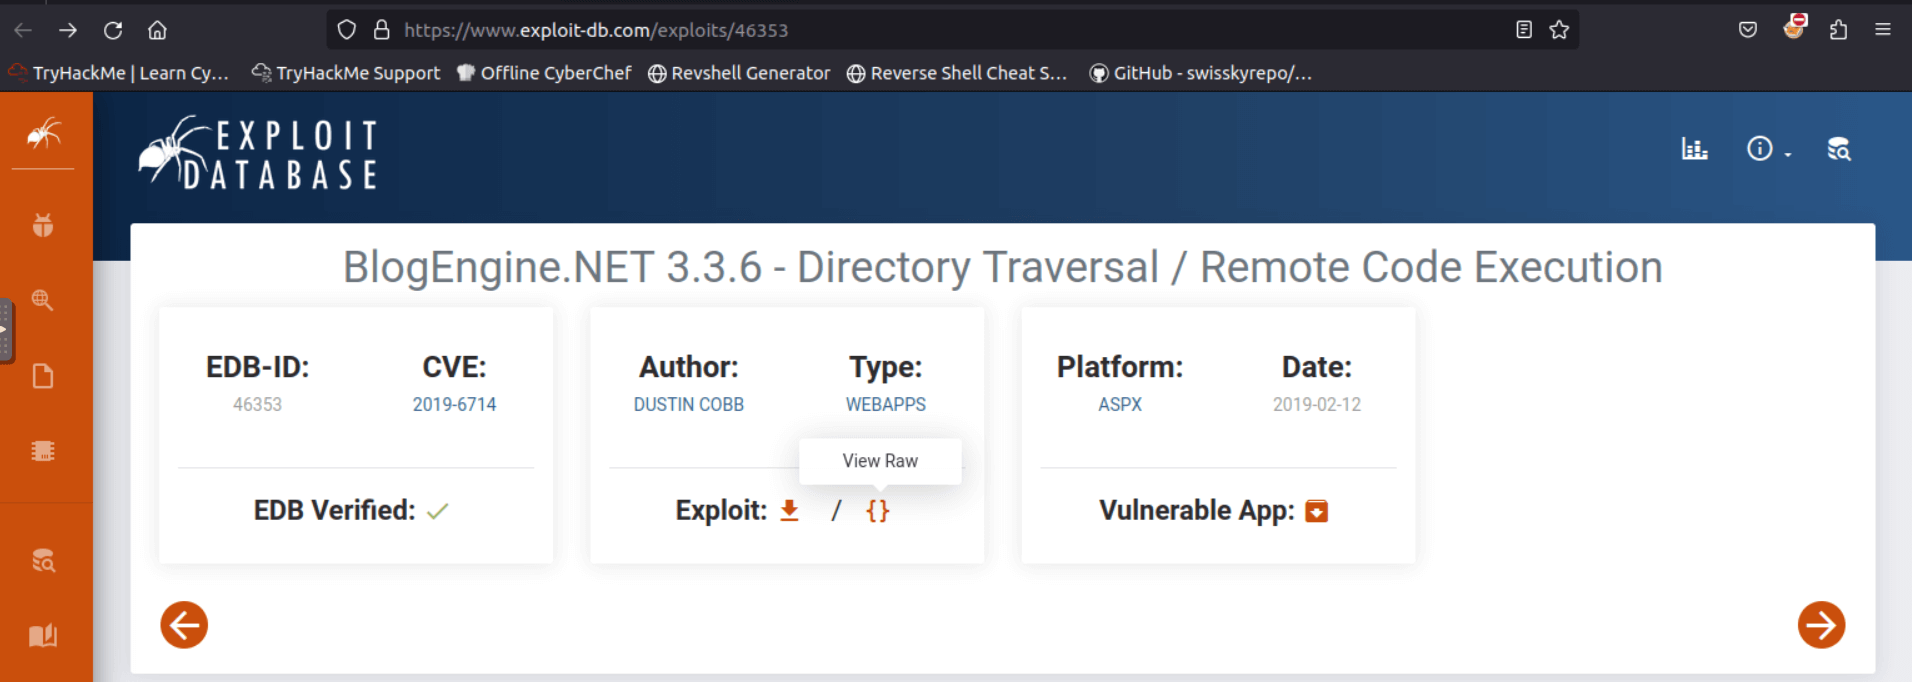 https://www.exploit-db.com/exploits/46353
TryHackMe | Learn Cy... TryHackMe Support Offline CyberChef Revshell Generator Reverse Shell Cheat S... GitHub - swisskyrepo/...
EXPLOIT
DATABASE
BlogEngine.NET 3.3.6 - Directory Traversal / Remote Code Execution
EDB-ID: CVE: Author: Type: Platform: Date:
46353 2019-6714 DUSTIN COBB WEBAPPS ASPX 2019-02-12
View Raw
EDB Verified: Exploit: / {} Vulnerable App: